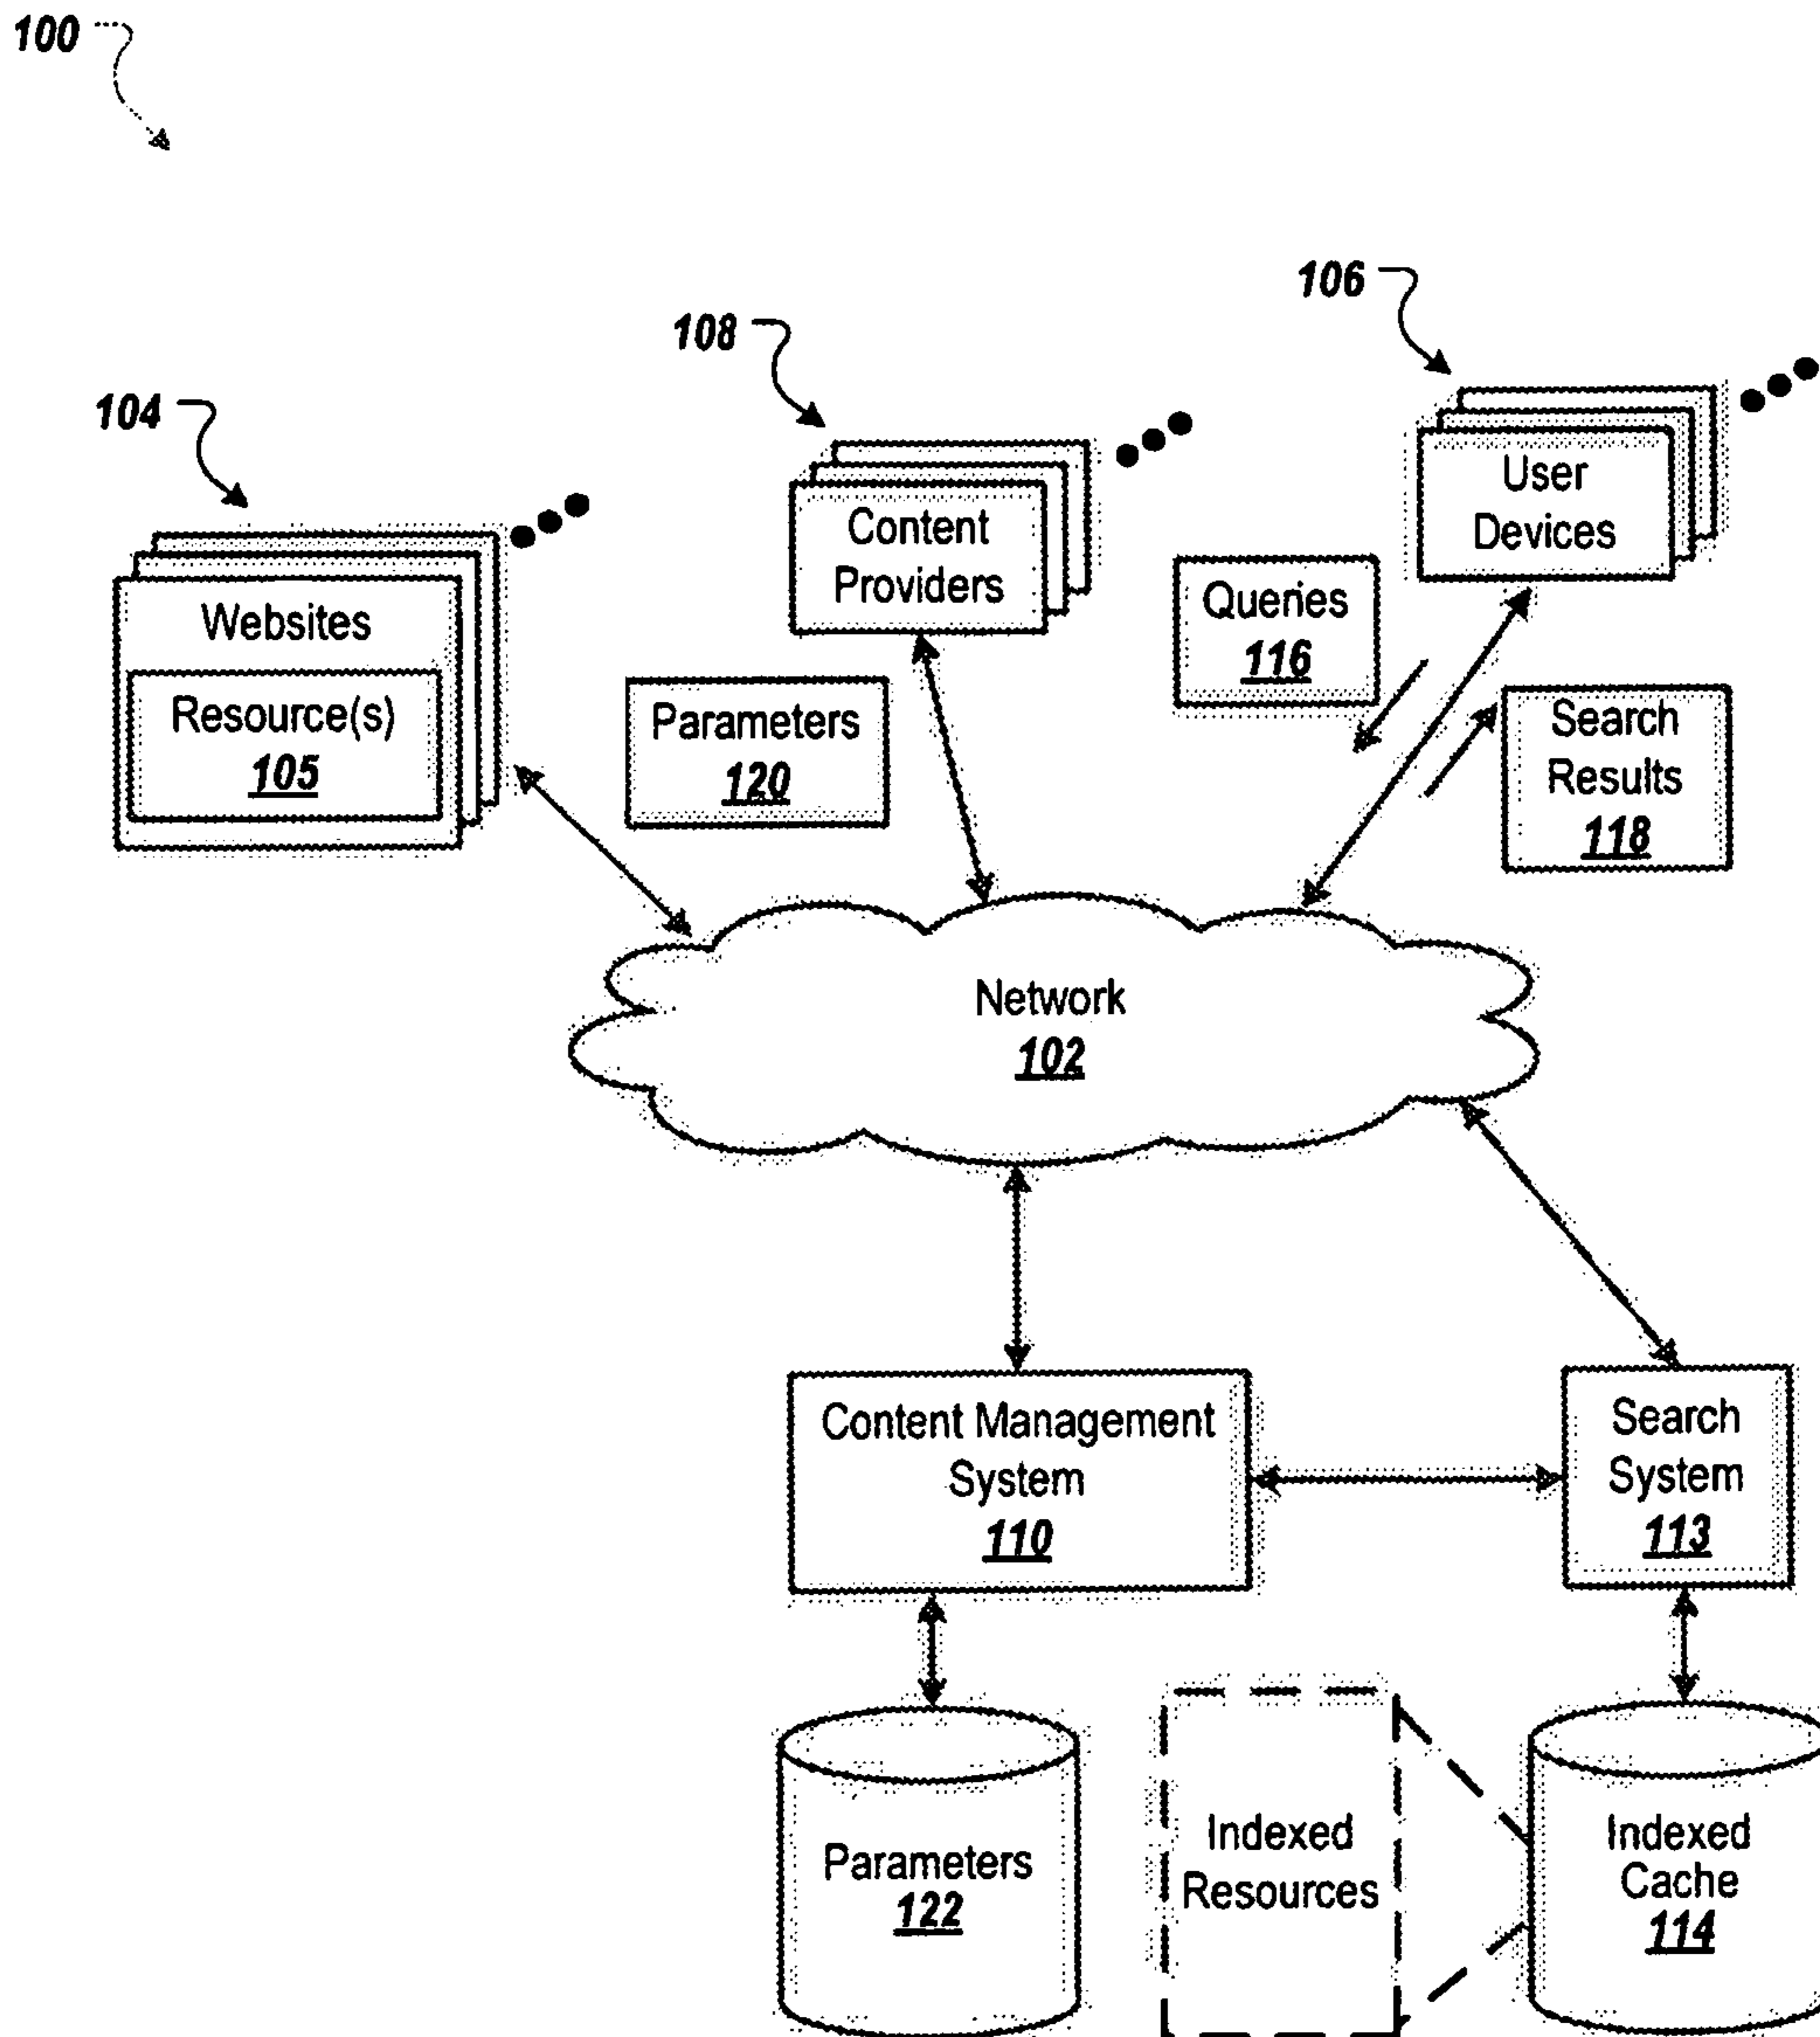 100
106
108
104
User
Devices
Content
Providers
Queries
116
Websites
Resource(s)
105
Parameters
120
Search
Results
118
Network
102
Content Management
System
110
Search
System
113
Parameters
122
Indexed
Resources
Indexed
Cache
114